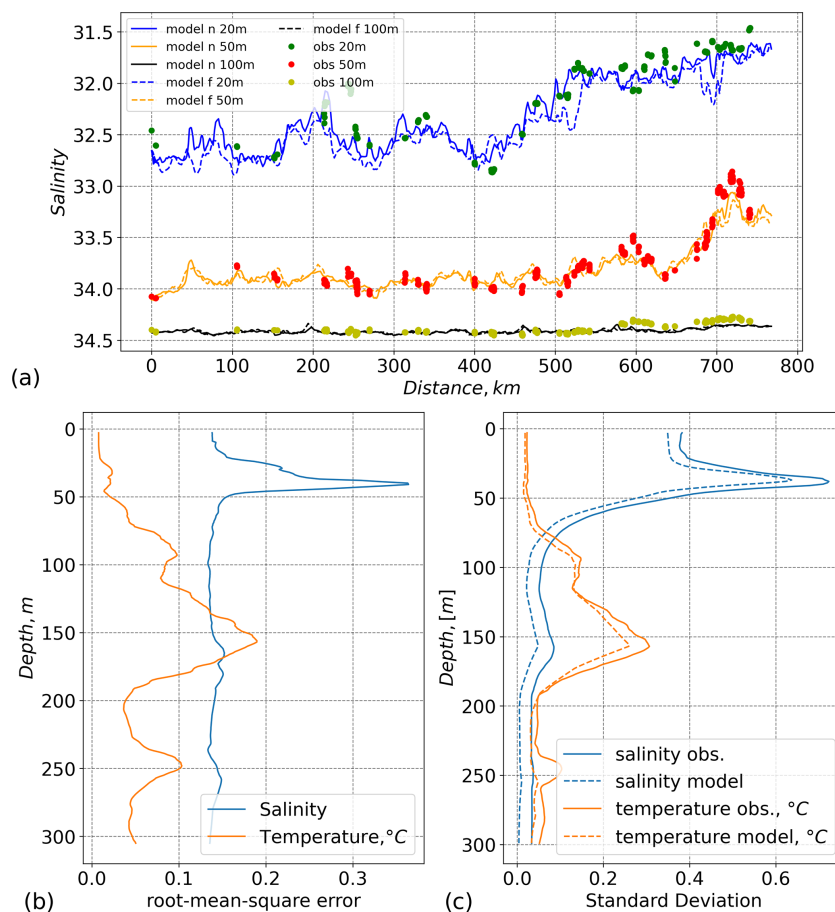 model n 20m
model n 50m
model n 100m
model f 20m
model f 50m
model f 100m
obs 20m
obs 50m
obs 100m
31.5
32.0
32.5
33.0
33.5
34.0
34.5
Salinity
0 100 200 300 400 500 600 700 800
Distance, km
(a)
0
50
100
150
200
250
300
Depth, m
Salinity
Temperature,°C
0.0 0.1 0.2 0.3
root-mean-square error
(b)
0
50
100
150
200
250
300
Depth, [m]
salinity obs.
salinity model
temperature obs., °C
temperature model, °C
0.0 0.2 0.4 0.6
Standard Deviation
(c)